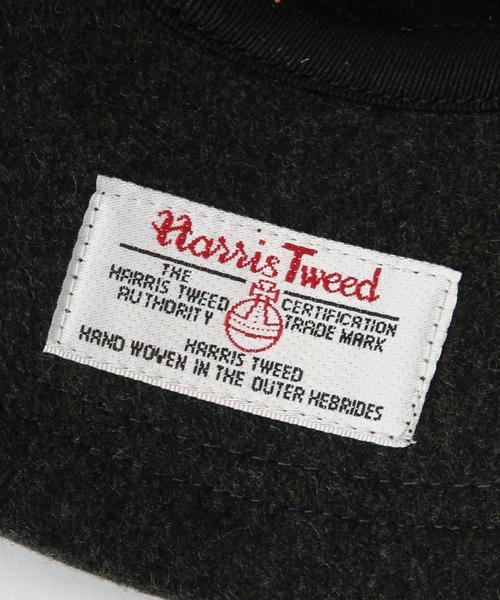 Harris Tweed
THE HARRIS TWEED AUTHORITY
CERTIFICATION TRADE MARK
HARRIS TWEED
HAND WOVEN IN THE OUTER HEBRIDES